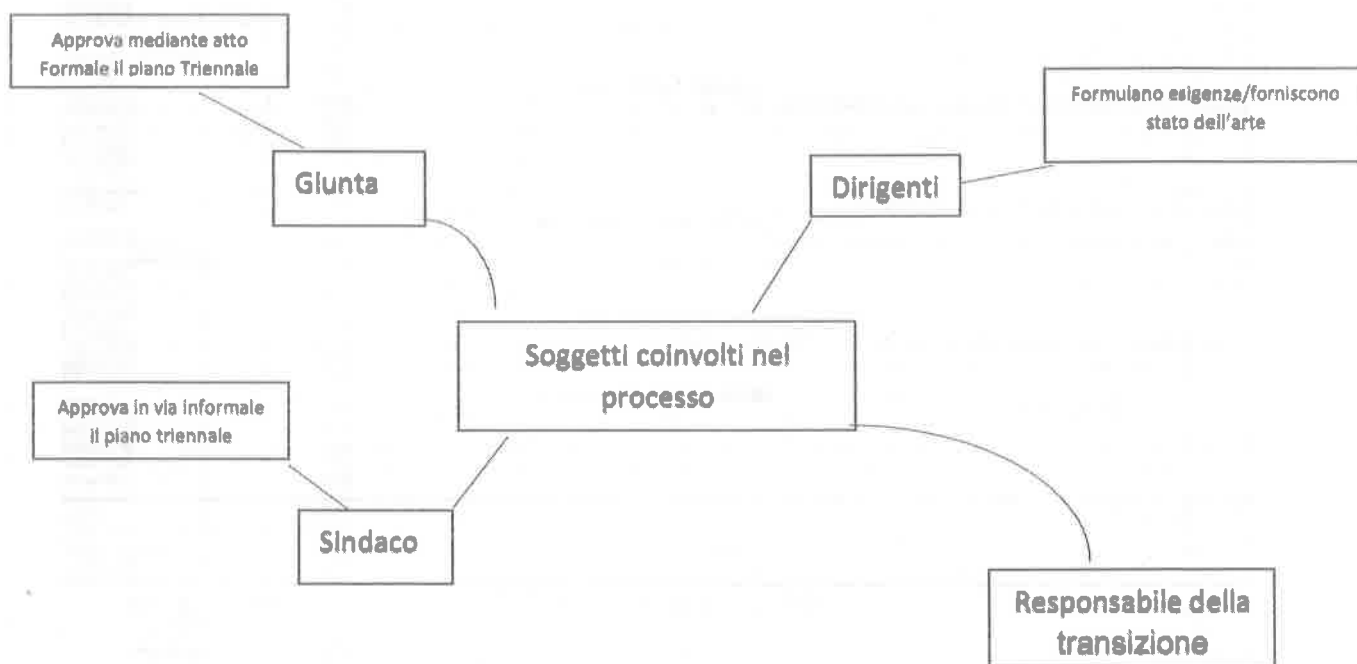 Approva mediante atto
Formale il piano Triennale
Giunta
Formulano esigenze/forniscono
stato dell'arte
Dirigenti
Soggetti coinvolti nel
processo
Approva in via informale
il piano triennale
Sindaco
Responsabile della
transizione